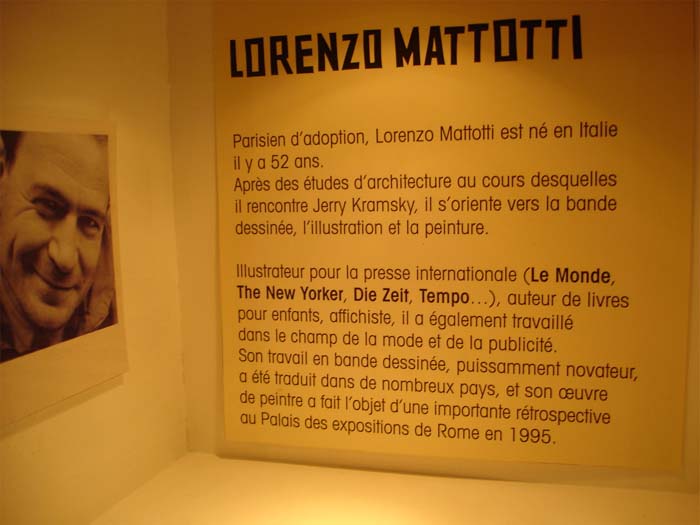 LORENZO MATTOTTI
Parisien d'adoption, Lorenzo Mattotti est né en Italie
il y a 52 ans.
Après des études d'architecture au cours desquelles
il rencontre Jerry Kramsky, il s'oriente vers la bande
dessinée, l'illustration et la peinture.
Illustrateur pour la presse internationale (Le Monde,
The New Yorker, Die Zeit, Tempo...), auteur de livres
pour enfants, affichiste, il a également travaillé
dans le champ de la mode et de la publicité.
Son travail en bande dessinée, puissamment novateur,
a été traduit dans de nombreux pays, et son œuvre
de peintre a fait l'objet d'une importante rétrospective
au Palais des expositions de Rome en 1995.